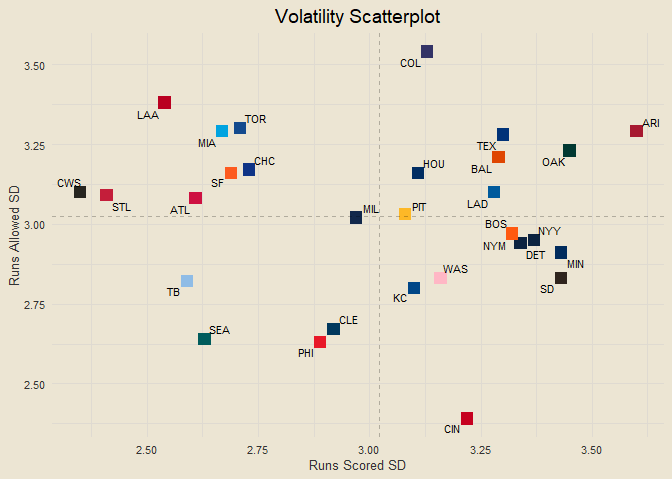 Volatility Scatterplot
3.50
COL
LAA
TOR
ARI
3.25
MIA
TEX
CHC
HOU
BAL
OAK
CWS
SF
STL
ATL
LAD
MIL
PIT
3.00
BOS
NYY
NYM
DET
WAS
MIN
TB
KC
SD
2.75
SEA
CLE
PHI
2.50
CIN
Runs Allowed SD
2.50 2.75 3.00 3.25 3.50
Runs Scored SD